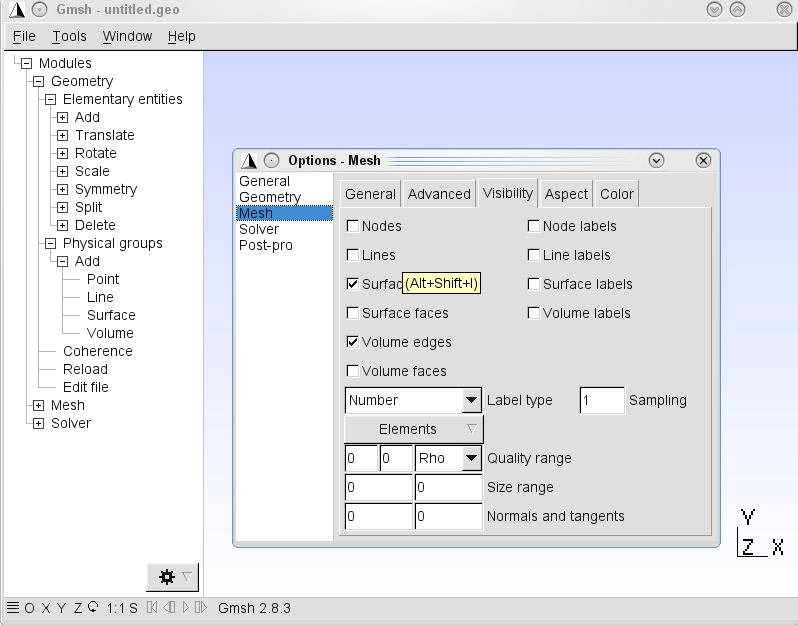 Gmsh - untitled.geo
File Tools Window Help
Modules
Geometry
Elementary entities
Add
Translate
Rotate
Scale
Symmetry
Split
Delete
Physical groups
Add
Point
Line
Surface
Volume
Coherence
Reload
Edit file
Mesh
Solver
Options - Mesh
General
Geometry
Mesh
Solver
Post-pro
General Advanced Visibility Aspect Color
Nodes Node labels
Lines Line labels
Surfac (Alt+Shift+I) Surface labels
Surface faces Volume labels
Volume edges
Volume faces
Number Label type 1 Sampling
Elements
0 0 Rho Quality range
0 0 Size range
0 0 Normals and tangents
Y
Z X
O X Y Z 1:1 S Gmsh 2.8.3